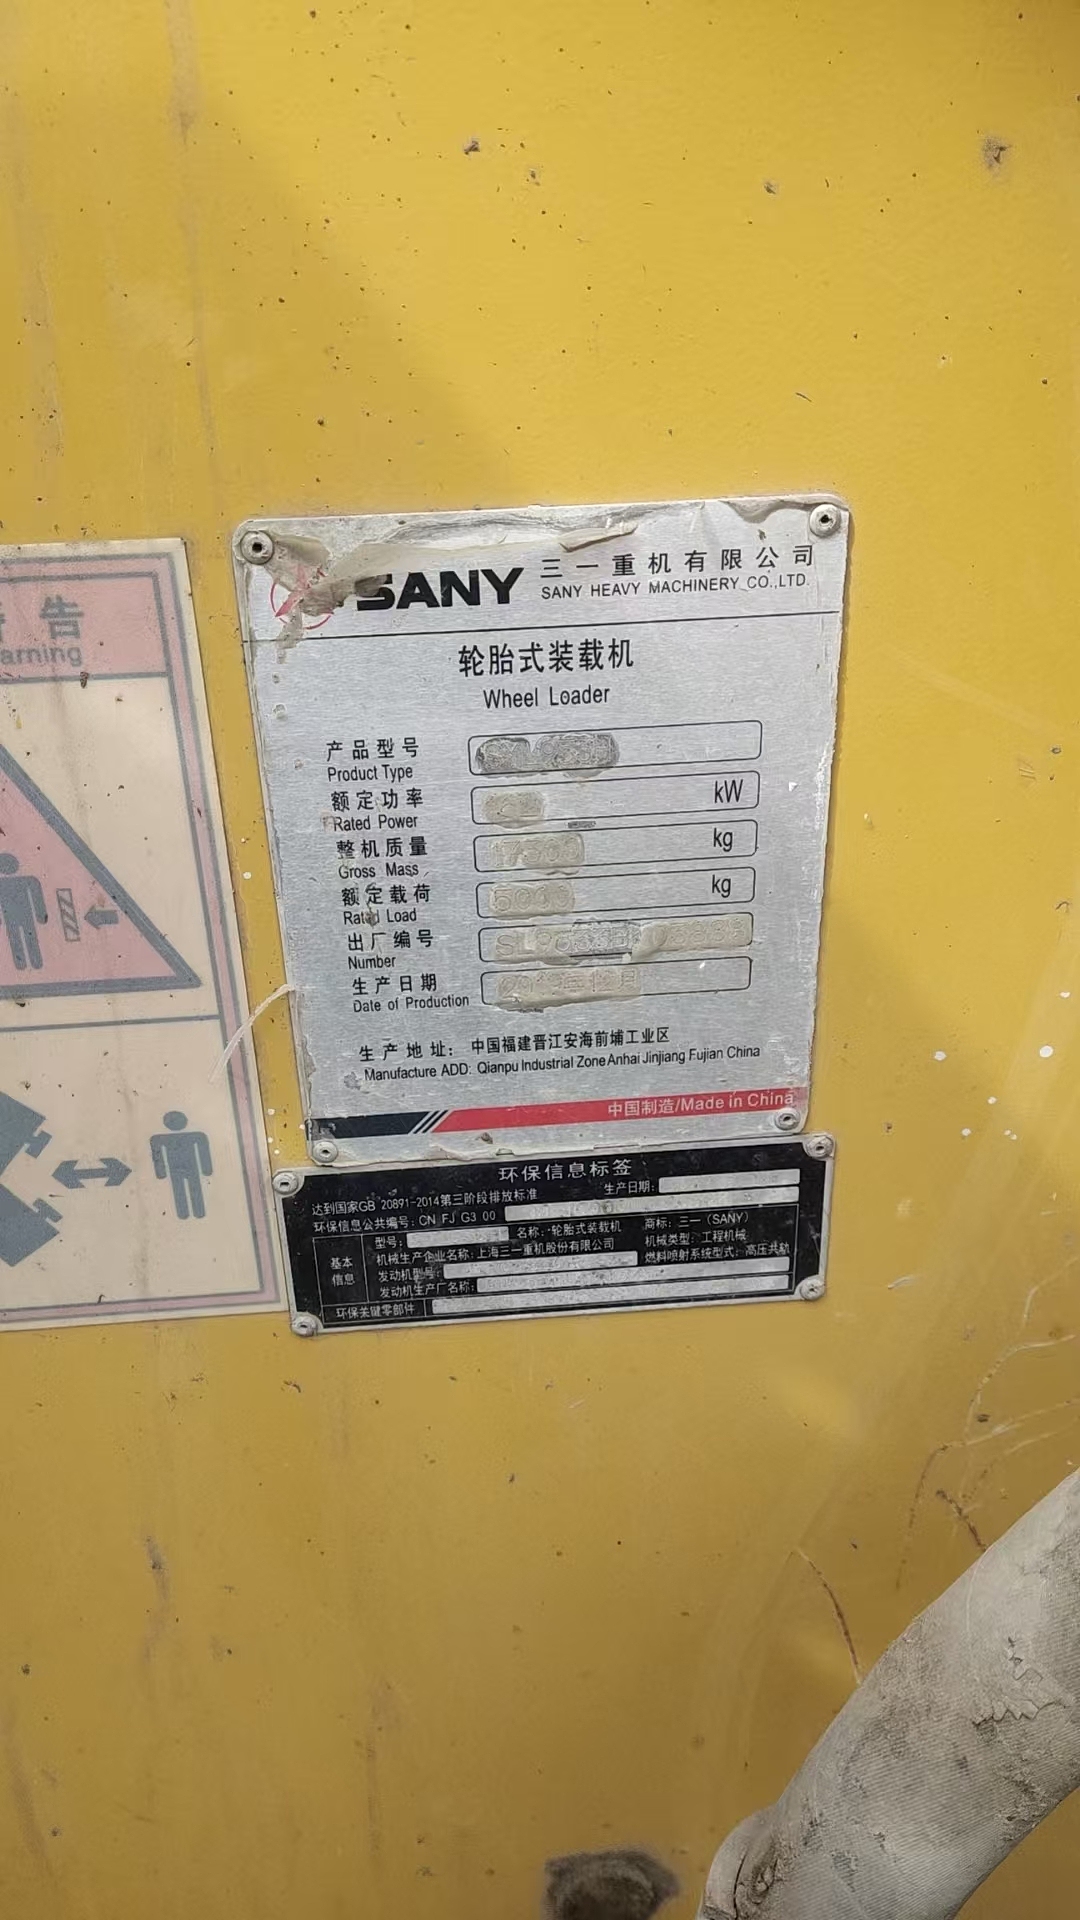 告
arning
SANY 三一重机有限公司
SANY HEAVY MACHINERY CO.,LTD.
轮胎式装载机
Wheel Loader
产品型号
Product Type
额定功率 kW
Rated Power
整机质量 17500 kg
Gross Mass
额定载荷 5000 kg
Rated Load
出厂编号
Number
生产日期
Date of Production
生产地址: 中国福建晋江安海前埔工业区
Manufacture ADD: Qianpu Industrial Zone Anhai Jinjiang Fujian China
中国制造/Made in China
环保信息标签
达到国家GB 20891-2014第三阶段排放标准 生产日期:
环保信息公共编号: CN FJ G3 00
基本信息
型号: 名称: 轮胎式装载机 商标: 三一 (SANY)
机械生产企业名称: 上海三一重机股份有限公司 机械类型: 工程机械
发动机型号: 燃料喷射系统型式: 高压共轨
发动机生产厂名称:
环保关键零部件